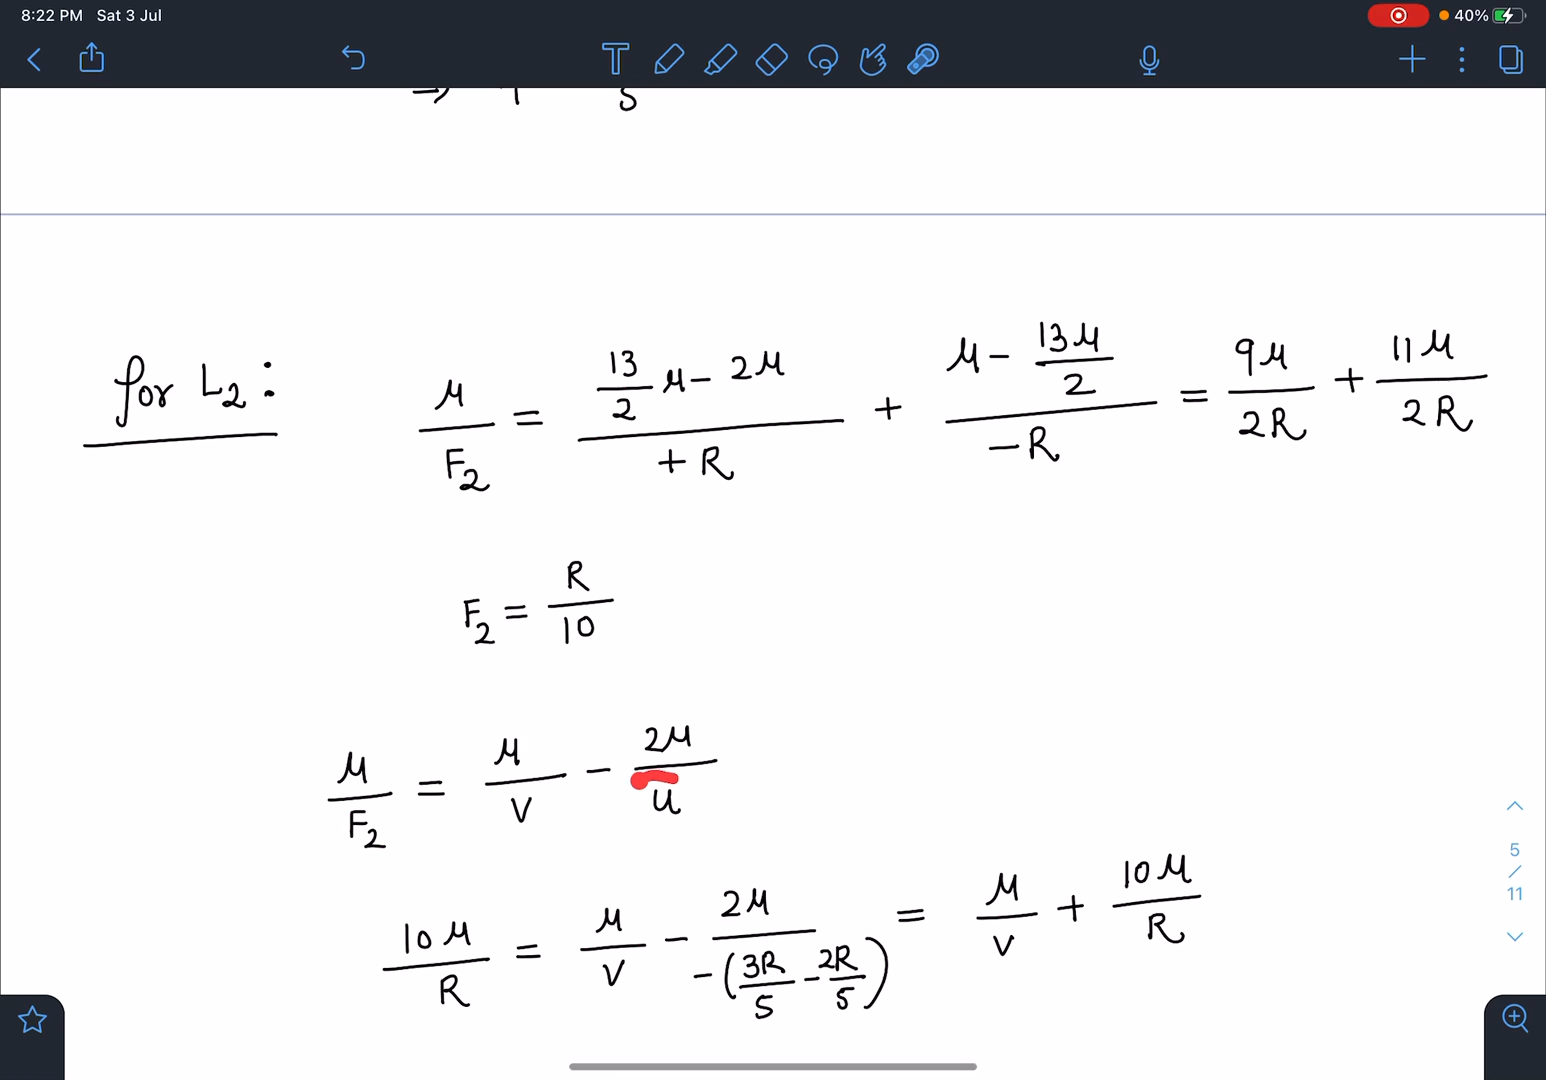 8:22 PM Sat 3 Jul 40%
T
for L₂: μ/F₂ = (13/2 μ − 2μ)/(+R) + (μ − 13μ/2)/(−R) = 9μ/2R + 11μ/2R
F₂ = R/10
μ/F₂ = μ/v − 2μ/u
10μ/R = μ/v − 2μ/−(3R/5 − 2R/5) = μ/v + 10μ/R
5
/
11